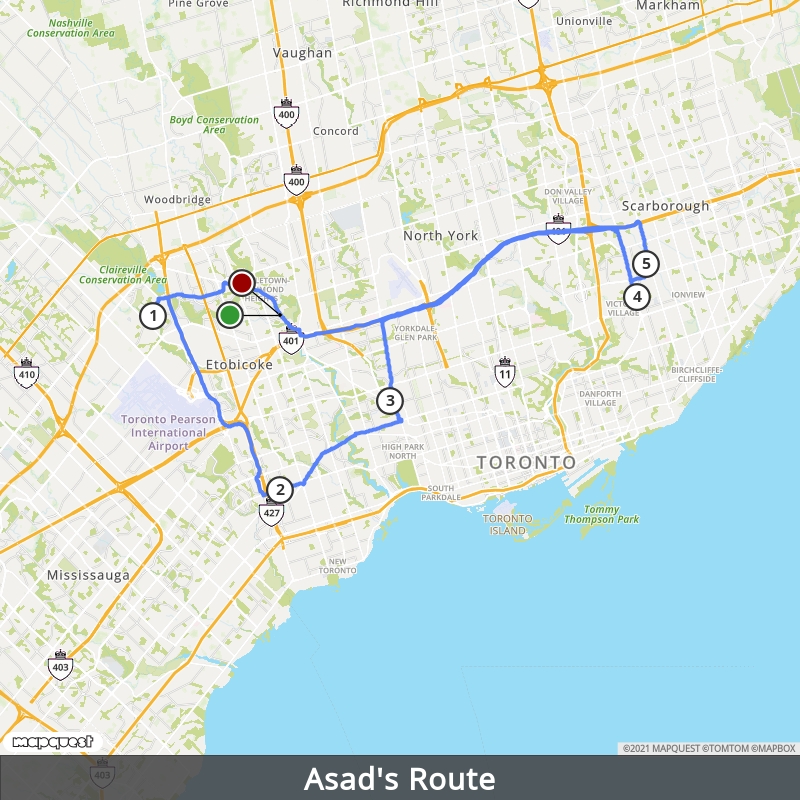 Pine Grove
Richmond Hill
Markham
Nashville
Conservation Area
Unionville
Vaughan
400
Boyd Conservation
Area
Concord
400
Woodbridge
DON VALLEY
VILLAGE
Scarborough
North York
Claireville
Conservation Area
5
4
1
VILLAGE
IONVIEW
401
YORKDALE-
GLEN PARK
Etobicoke
410
11
BIRCHCLIFFE-
CLIFFSIDE
3
DANFORTH
VILLAGE
Toronto Pearson
International
Airport
HIGH PARK
NORTH
TORONTO
2
SOUTH
PARKDALE
427
TORONTO
ISLAND
Tommy
Thompson Park
NEW
TORONTO
Mississauga
403
mapquest
©2021 MAPQUEST ©TOMTOM ©MAPBOX
403
Asad's Route